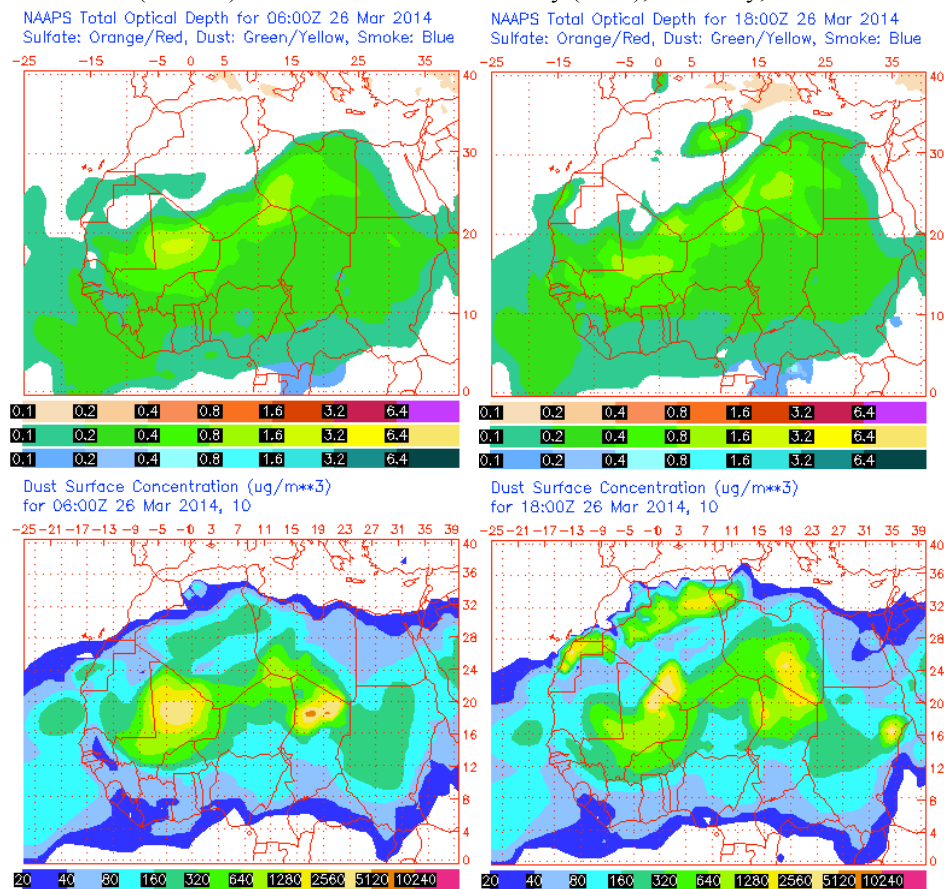 NAAPS Total Optical Depth for 06:00Z 26 Mar 2014
Sulfate: Orange/Red, Dust: Green/Yellow, Smoke: Blue
-15 -5 0 5 15 25 35
40
30
20
10
0
0.1 0.2 0.4 0.8 1.6 3.2 6.4
0.1 0.2 0.4 0.8 1.6 3.2 6.4
0.1 0.2 0.4 0.8 1.6 3.2 6.4
NAAPS Total Optical Depth for 18:00Z 26 Mar 2014
Sulfate: Orange/Red, Dust: Green/Yellow, Smoke: Blue
-15 -5 0 5 15 25 35
40
30
20
10
0
0.1 0.2 0.4 0.8 1.6 3.2 6.4
0.1 0.2 0.4 0.8 1.6 3.2 6.4
0.1 0.2 0.4 0.8 1.6 3.2 6.4
Dust Surface Concentration (ug/m**3)
for 06:00Z 26 Mar 2014, 10
-25-21-17-13-9 -5 3 7 11 15 19 23 27 31 35 39
40
36
32
28
24
20
16
12
8
4
0
20 40 80 160 320 640 1280 2560 5120 10240
Dust Surface Concentration (ug/m**3)
for 18:00Z 26 Mar 2014, 10
-25-21-17-13-9 -5 3 7 11 15 19 23 27 31 35 39
40
36
32
28
24
20
16
12
8
4
0
20 40 80 160 320 640 1280 2560 5120 10240